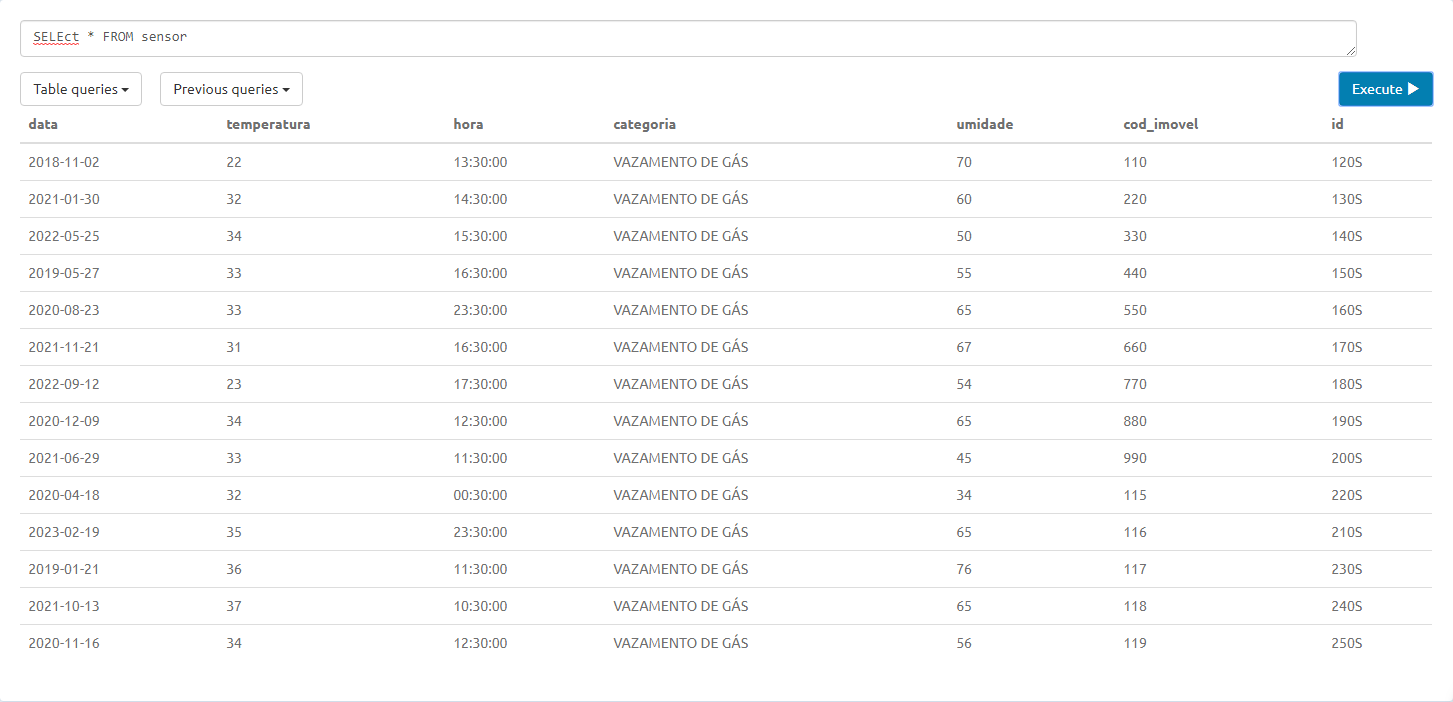 SELEct * FROM sensor
Table queries Previous queries Execute
data temperatura hora categoria umidade cod_imovel id
2018-11-02 22 13:30:00 VAZAMENTO DE GÁS 70 110 120S
2021-01-30 32 14:30:00 VAZAMENTO DE GÁS 60 220 130S
2022-05-25 34 15:30:00 VAZAMENTO DE GÁS 50 330 140S
2019-05-27 33 16:30:00 VAZAMENTO DE GÁS 55 440 150S
2020-08-23 33 23:30:00 VAZAMENTO DE GÁS 65 550 160S
2021-11-21 31 16:30:00 VAZAMENTO DE GÁS 67 660 170S
2022-09-12 23 17:30:00 VAZAMENTO DE GÁS 54 770 180S
2020-12-09 34 12:30:00 VAZAMENTO DE GÁS 65 880 190S
2021-06-29 33 11:30:00 VAZAMENTO DE GÁS 45 990 200S
2020-04-18 32 00:30:00 VAZAMENTO DE GÁS 34 115 220S
2023-02-19 35 23:30:00 VAZAMENTO DE GÁS 65 116 210S
2019-01-21 36 11:30:00 VAZAMENTO DE GÁS 76 117 230S
2021-10-13 37 10:30:00 VAZAMENTO DE GÁS 65 118 240S
2020-11-16 34 12:30:00 VAZAMENTO DE GÁS 56 119 250S